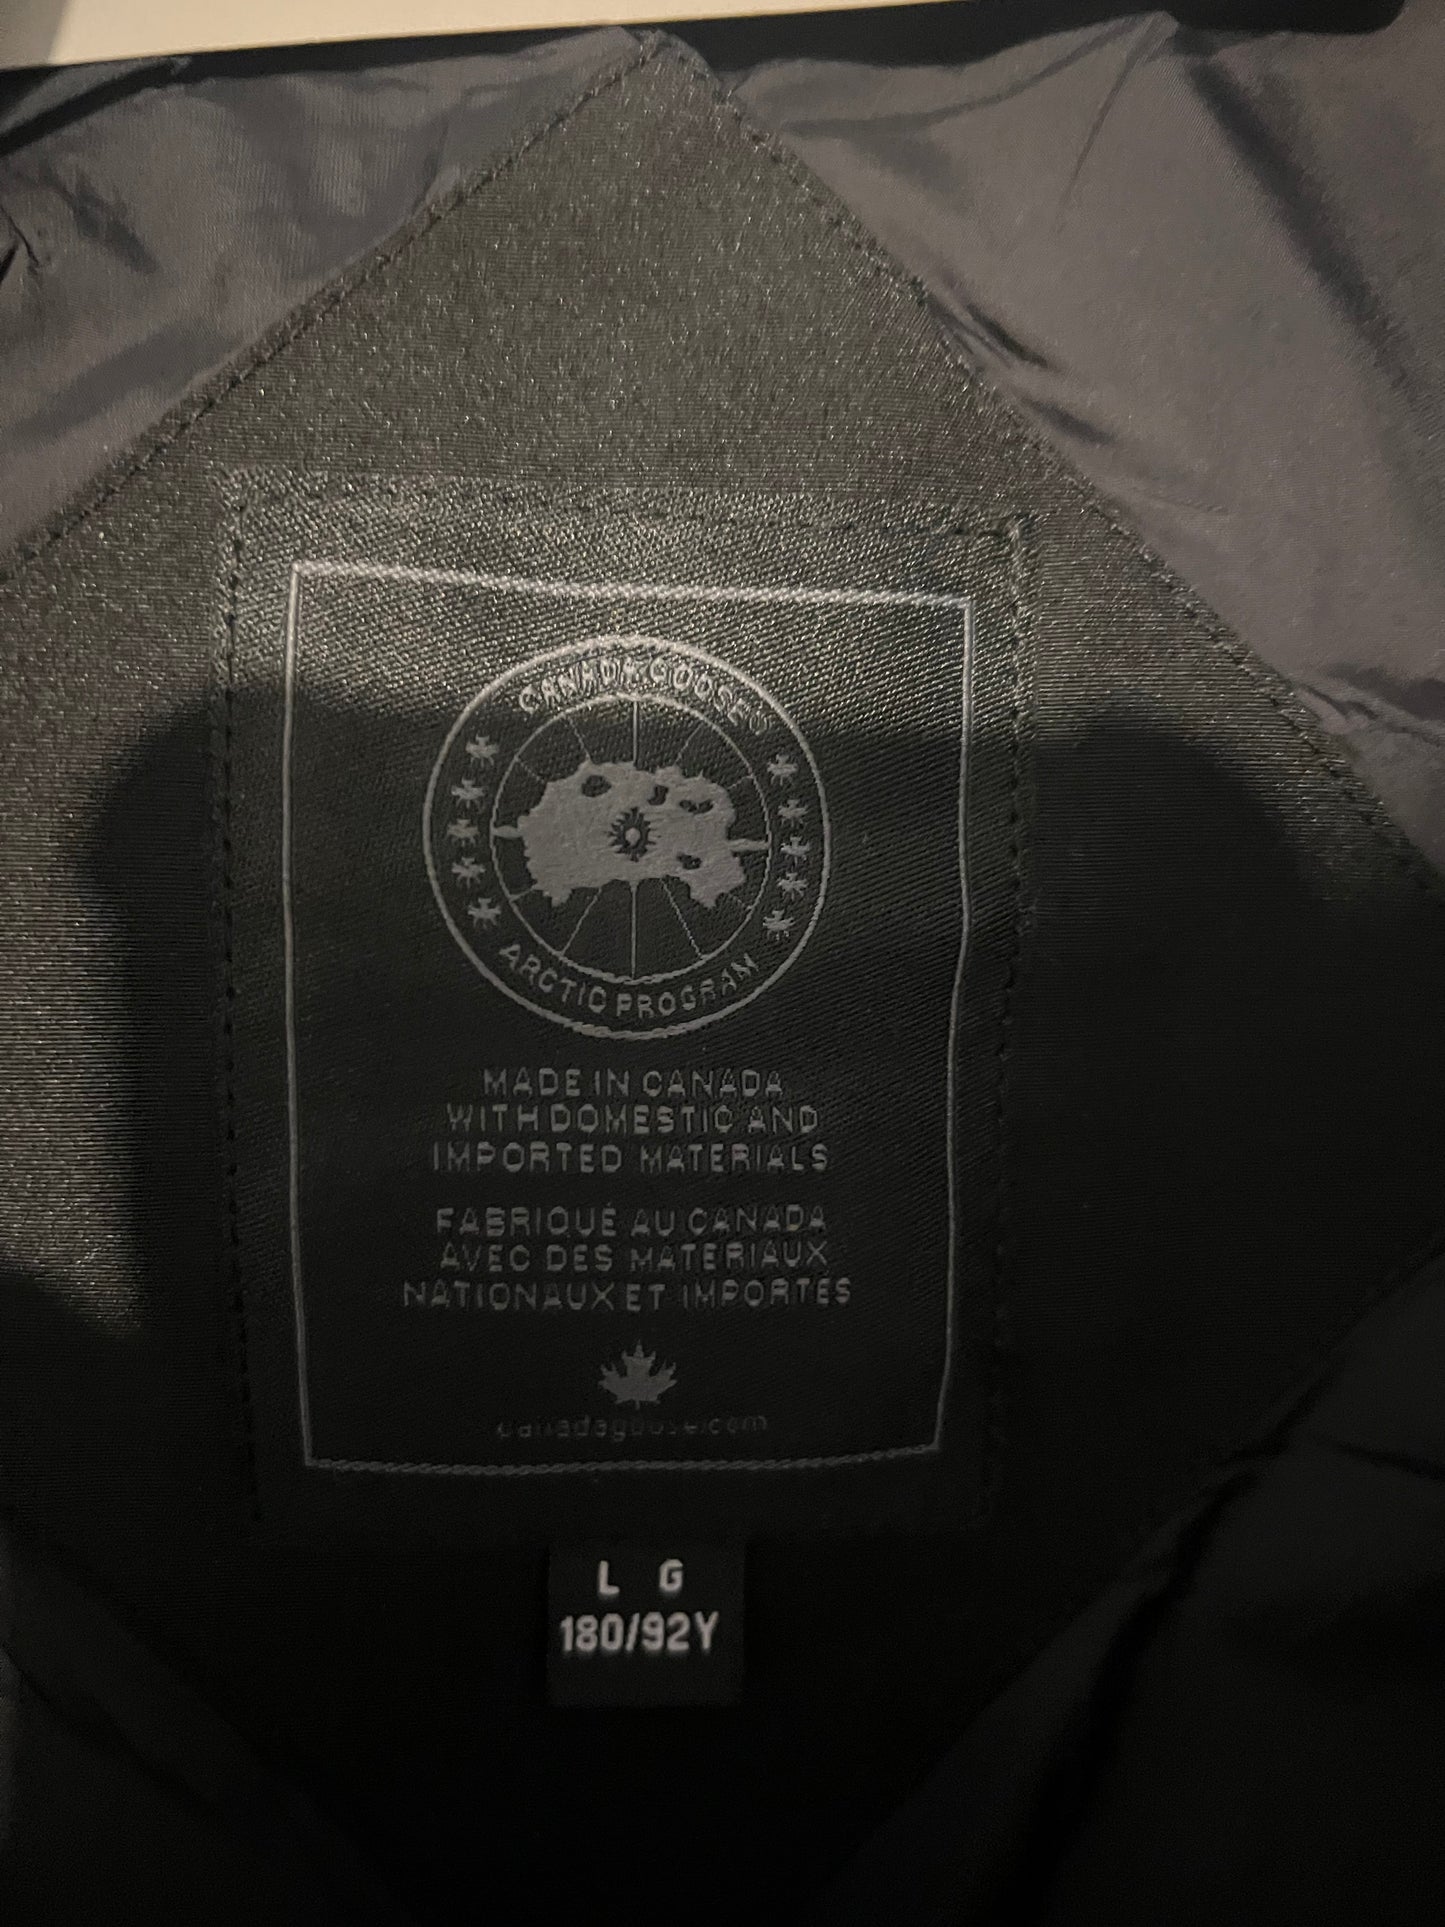 CANADA GOOSE®
ARCTIC PROGRAM
MADE IN CANADA
WITH DOMESTIC AND
IMPORTED MATERIALS
FABRIQUÉ AU CANADA
AVEC DES MATERIAUX
NATIONAUX ET IMPORTÉS
canadagoose.com
L G
180/92Y